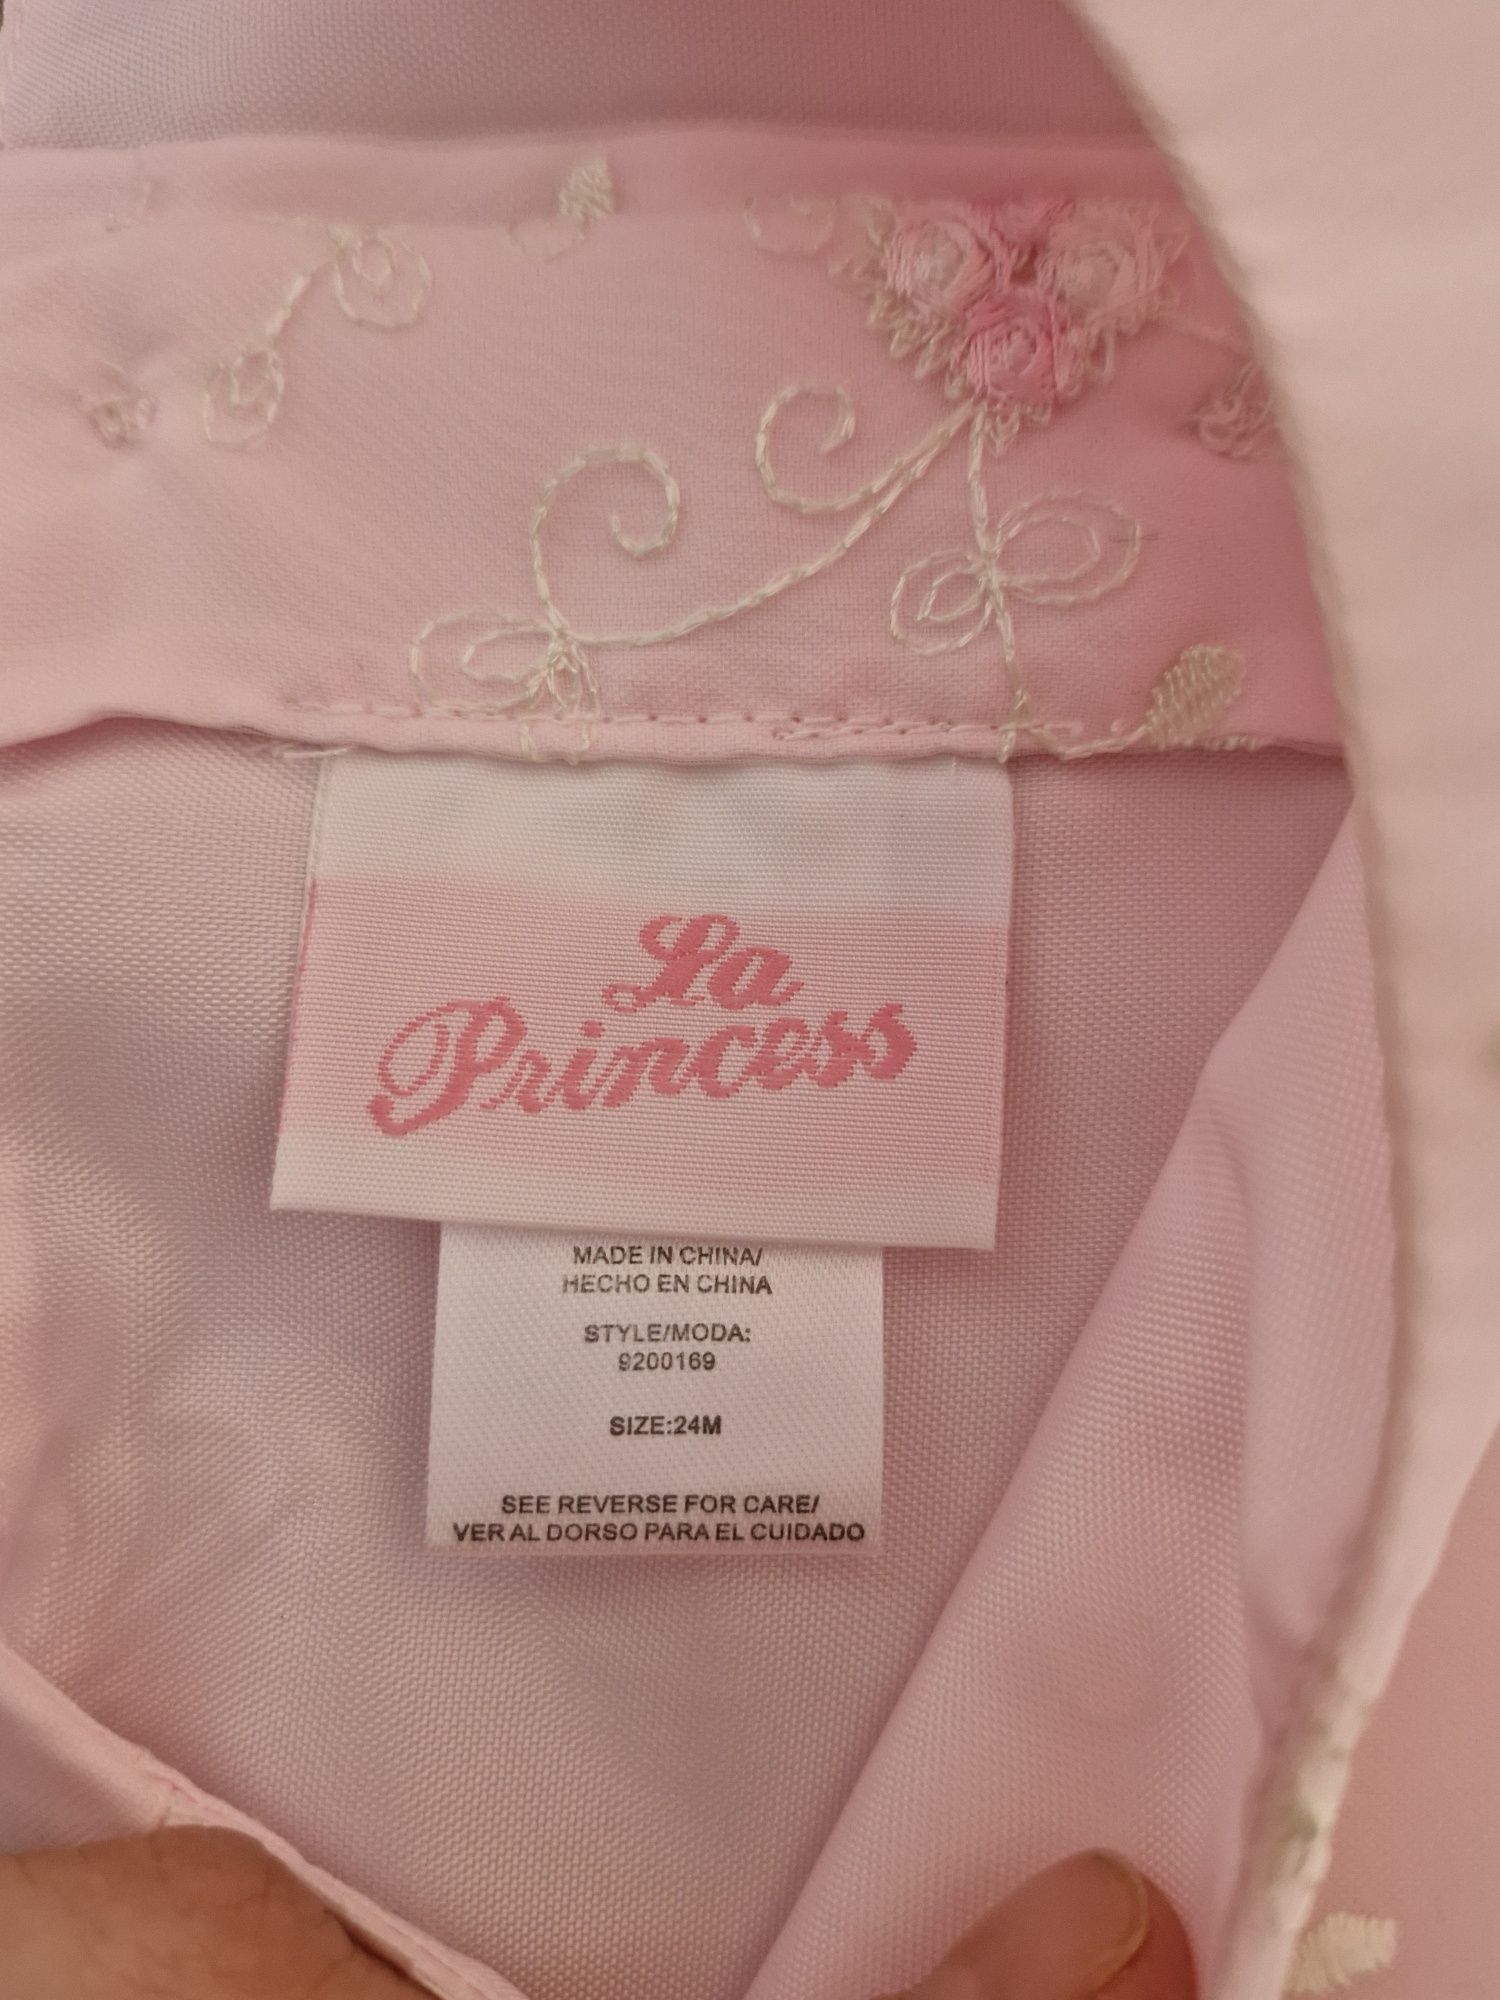 La
Princess
MADE IN CHINA/
HECHO EN CHINA
STYLE/MODA:
9200169
SIZE:24M
SEE REVERSE FOR CARE/
VER AL DORSO PARA EL CUIDADO